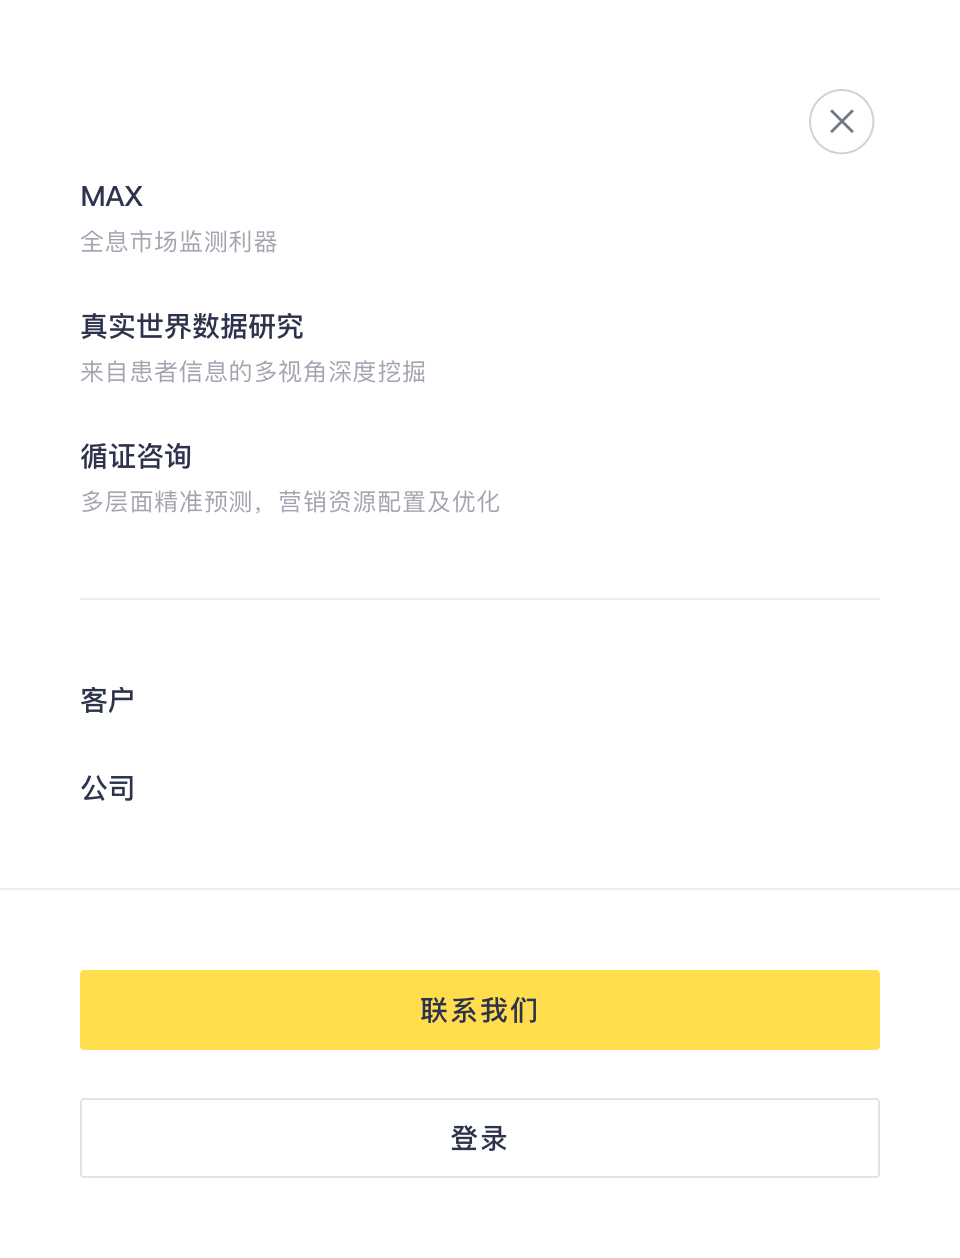 MAX
全息市场监测利器
真实世界数据研究
来自患者信息的多视角深度挖掘
循证咨询
多层面精准预测，营销资源配置及优化
客户
公司
联系我们
登录